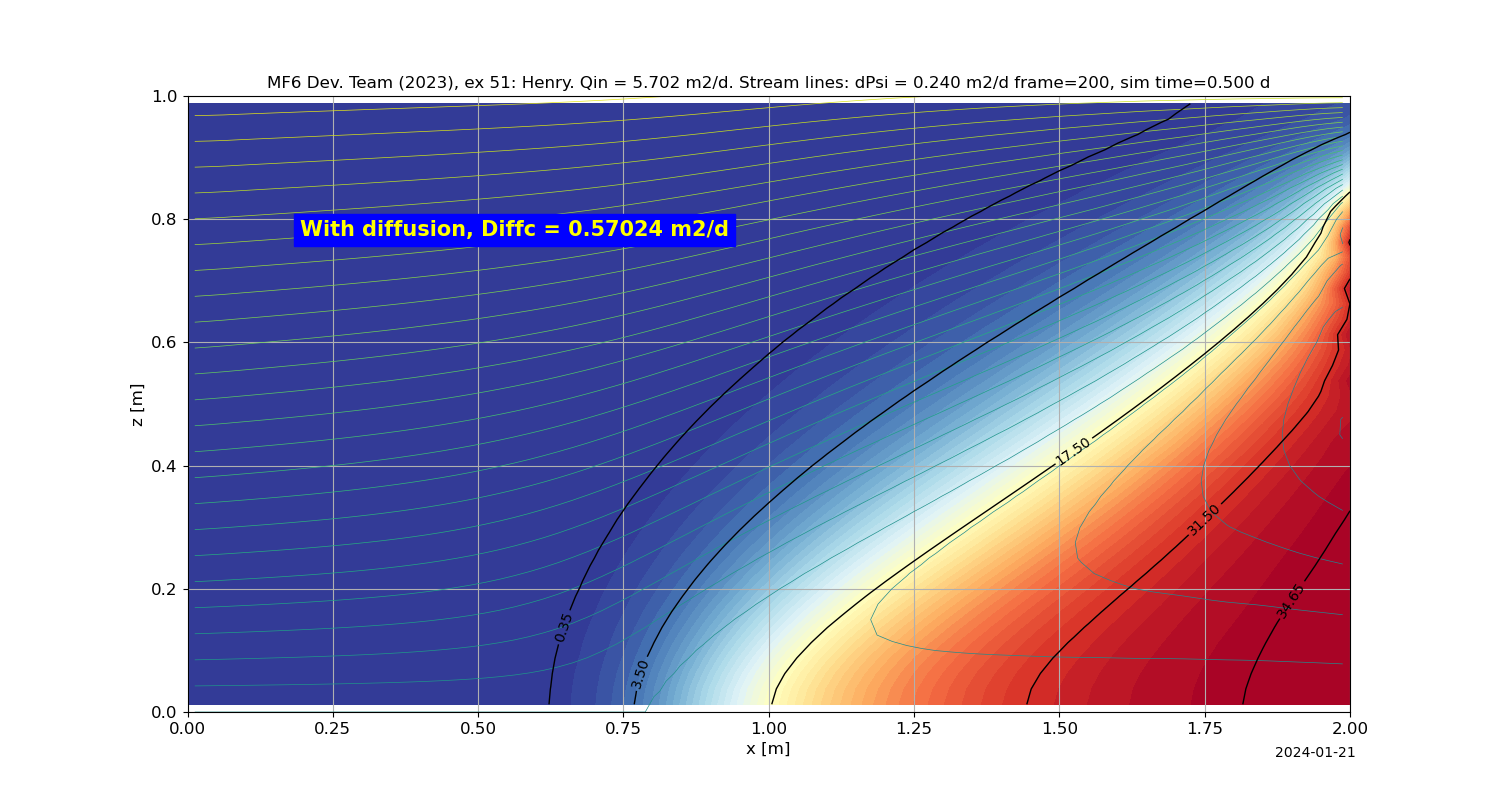 MF6 Dev. Team (2023), ex 51: Henry. Qin = 5.702 m2/d. Stream lines: dPsi = 0.240 m2/d frame=200, sim time=0.500 d
1.0
With diffusion, Diffc = 0.57024 m2/d
0.8
0.6
z [m]
0.4
0.2
0.0
17.50
31.50
34.65
0.35
3.50
0.00 0.25 0.50 0.75 1.00 1.25 1.50 1.75 2.00
x [m]
2024-01-21